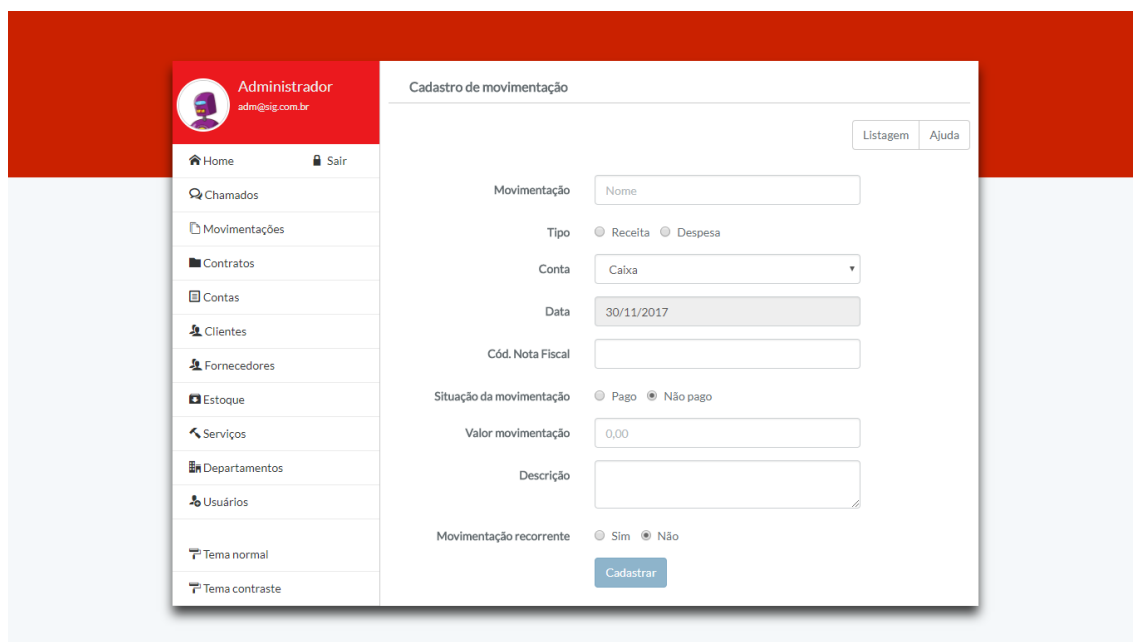 Administrador
adm@sig.com.br
Home
Sair
Chamados
Movimentações
Contratos
Contas
Clientes
Fornecedores
Estoque
Serviços
Departamentos
Usuários
Tema normal
Tema contraste
Cadastro de movimentação
Listagem Ajuda
Movimentação Nome
Tipo Receita Despesa
Conta Caixa
Data 30/11/2017
Cód. Nota Fiscal
Situação da movimentação Pago Não pago
Valor movimentação 0,00
Descrição
Movimentação recorrente Sim Não
Cadastrar